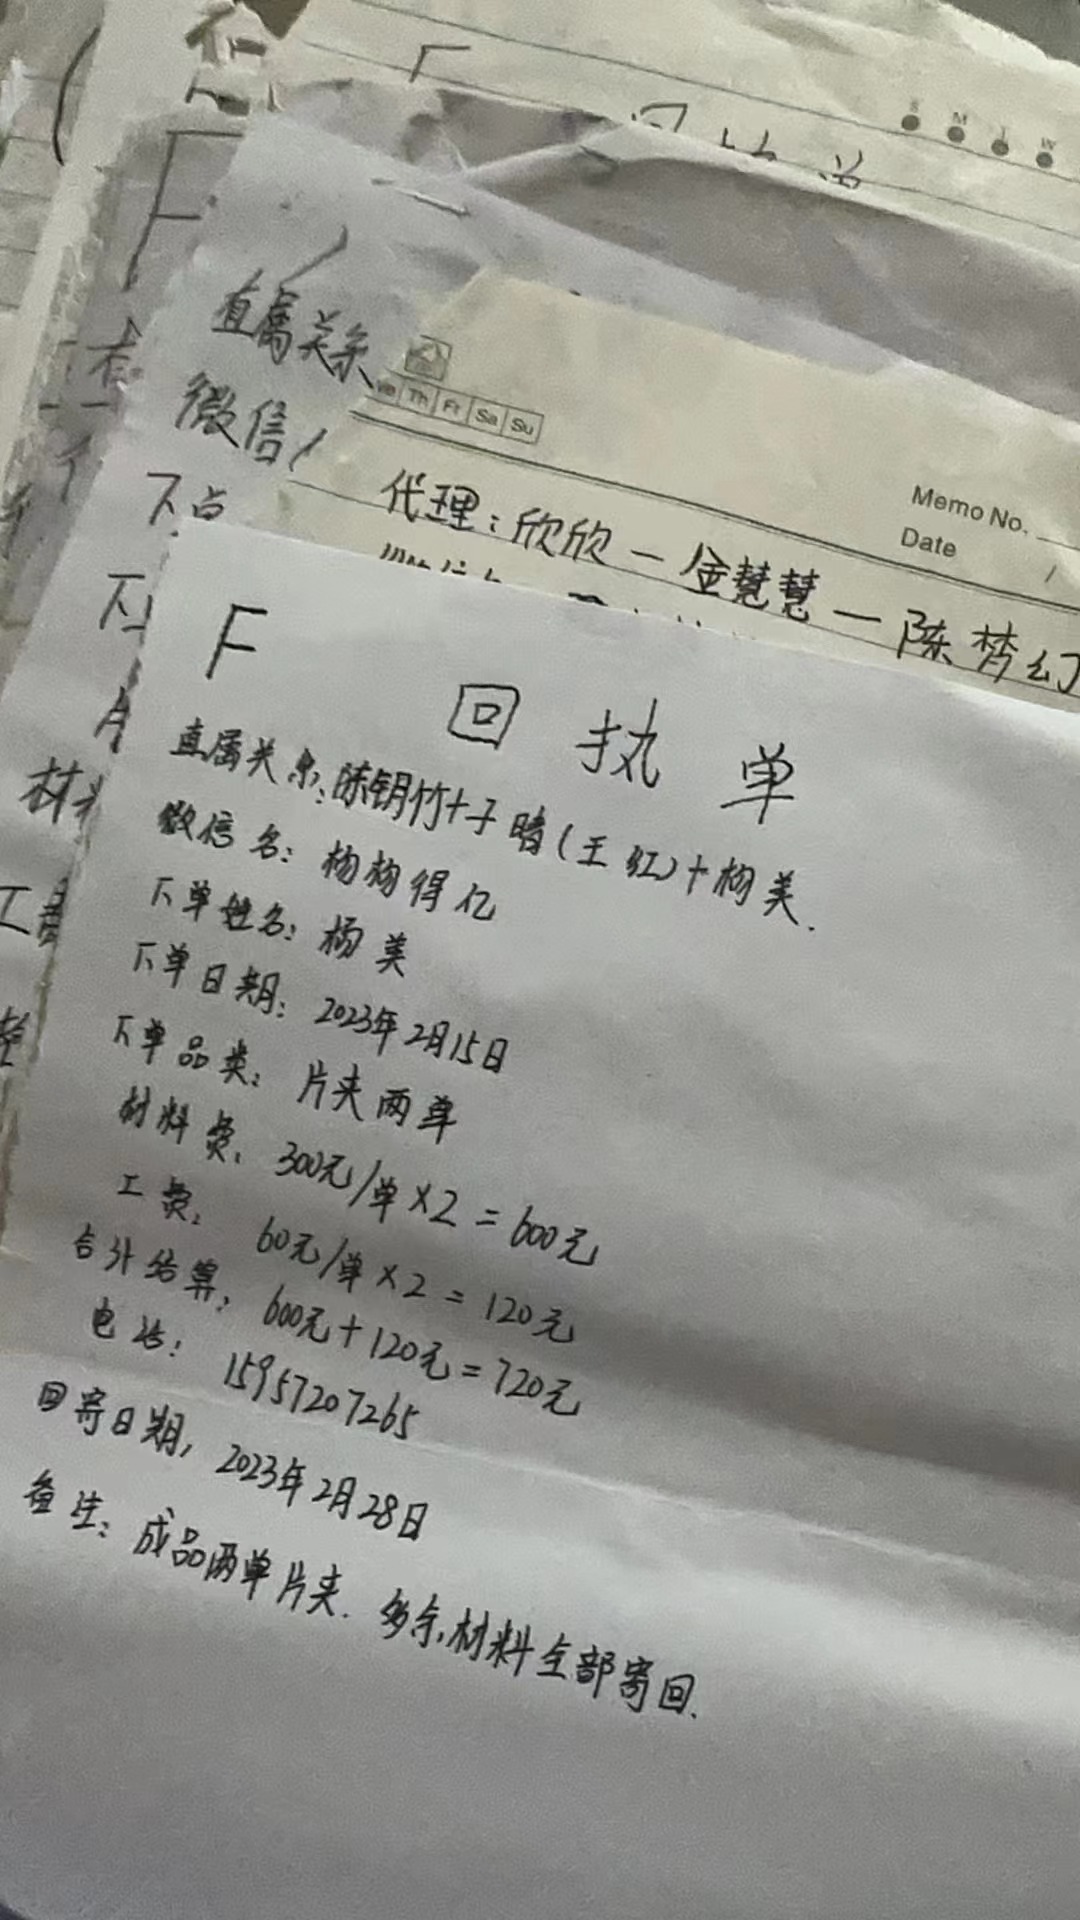 S M T W
直属关系
微信
We Th Fr Sa Su
Memo No.
Date /
代理：欣欣一金慧慧一陈梦幻
F
回执单
直属关系：陈钥竹+子晴（王红）+杨美.
微信名：杨杨得亿
下单姓名：杨美
下单日期：2023年2月15日
下单品类：片夹两单
材料费：300元/单×2=600元
工费：60元/单×2=120元
合计结算：600元+120元=720元
电话：15957207265
回寄日期，2023年2月28日
备注：成品两单片夹.多余材料全部寄回.